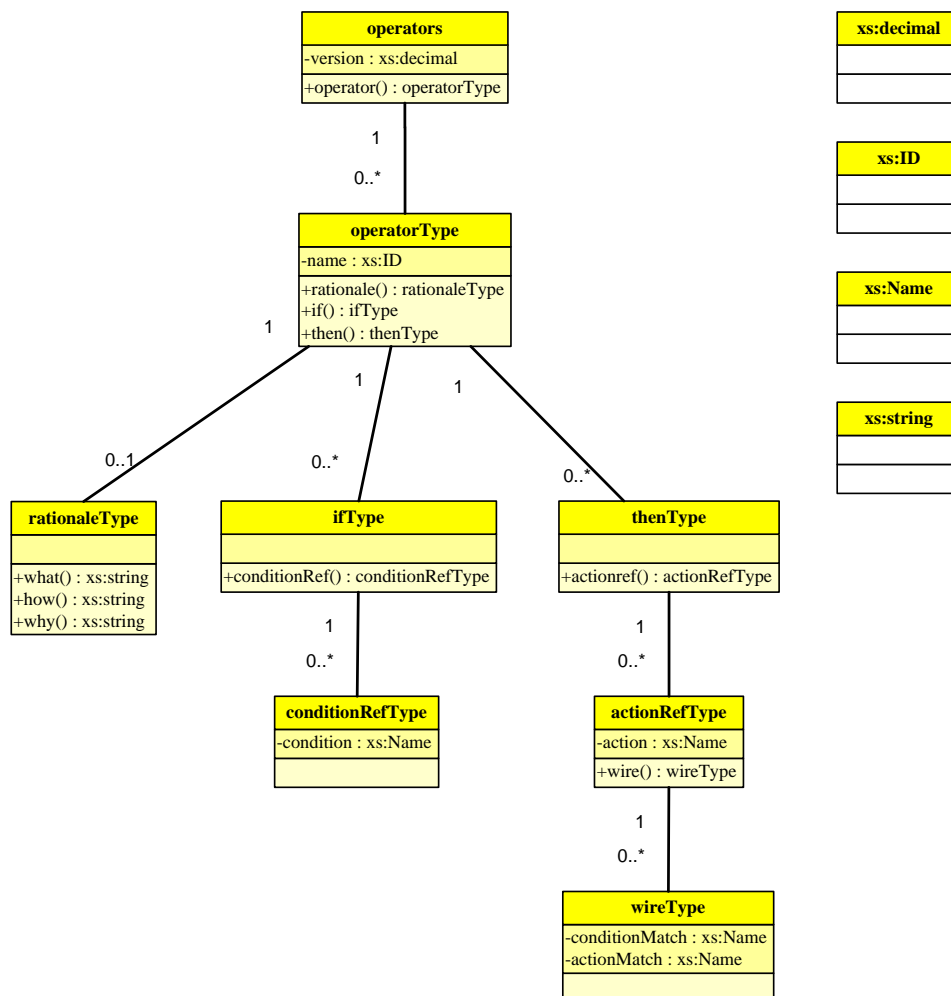 operators
-version : xs:decimal
+operator() : operatorType
1
0..*
operatorType
-name : xs:ID
+rationale() : rationaleType
+if() : ifType
+then() : thenType
1
1
1
0..1
0..*
0..*
rationaleType
+what() : xs:string
+how() : xs:string
+why() : xs:string
ifType
+conditionRef() : conditionRefType
thenType
+actionref() : actionRefType
1
0..*
1
0..*
conditionRefType
-condition : xs:Name
actionRefType
-action : xs:Name
+wire() : wireType
1
0..*
wireType
-conditionMatch : xs:Name
-actionMatch : xs:Name
xs:decimal
xs:ID
xs:Name
xs:string